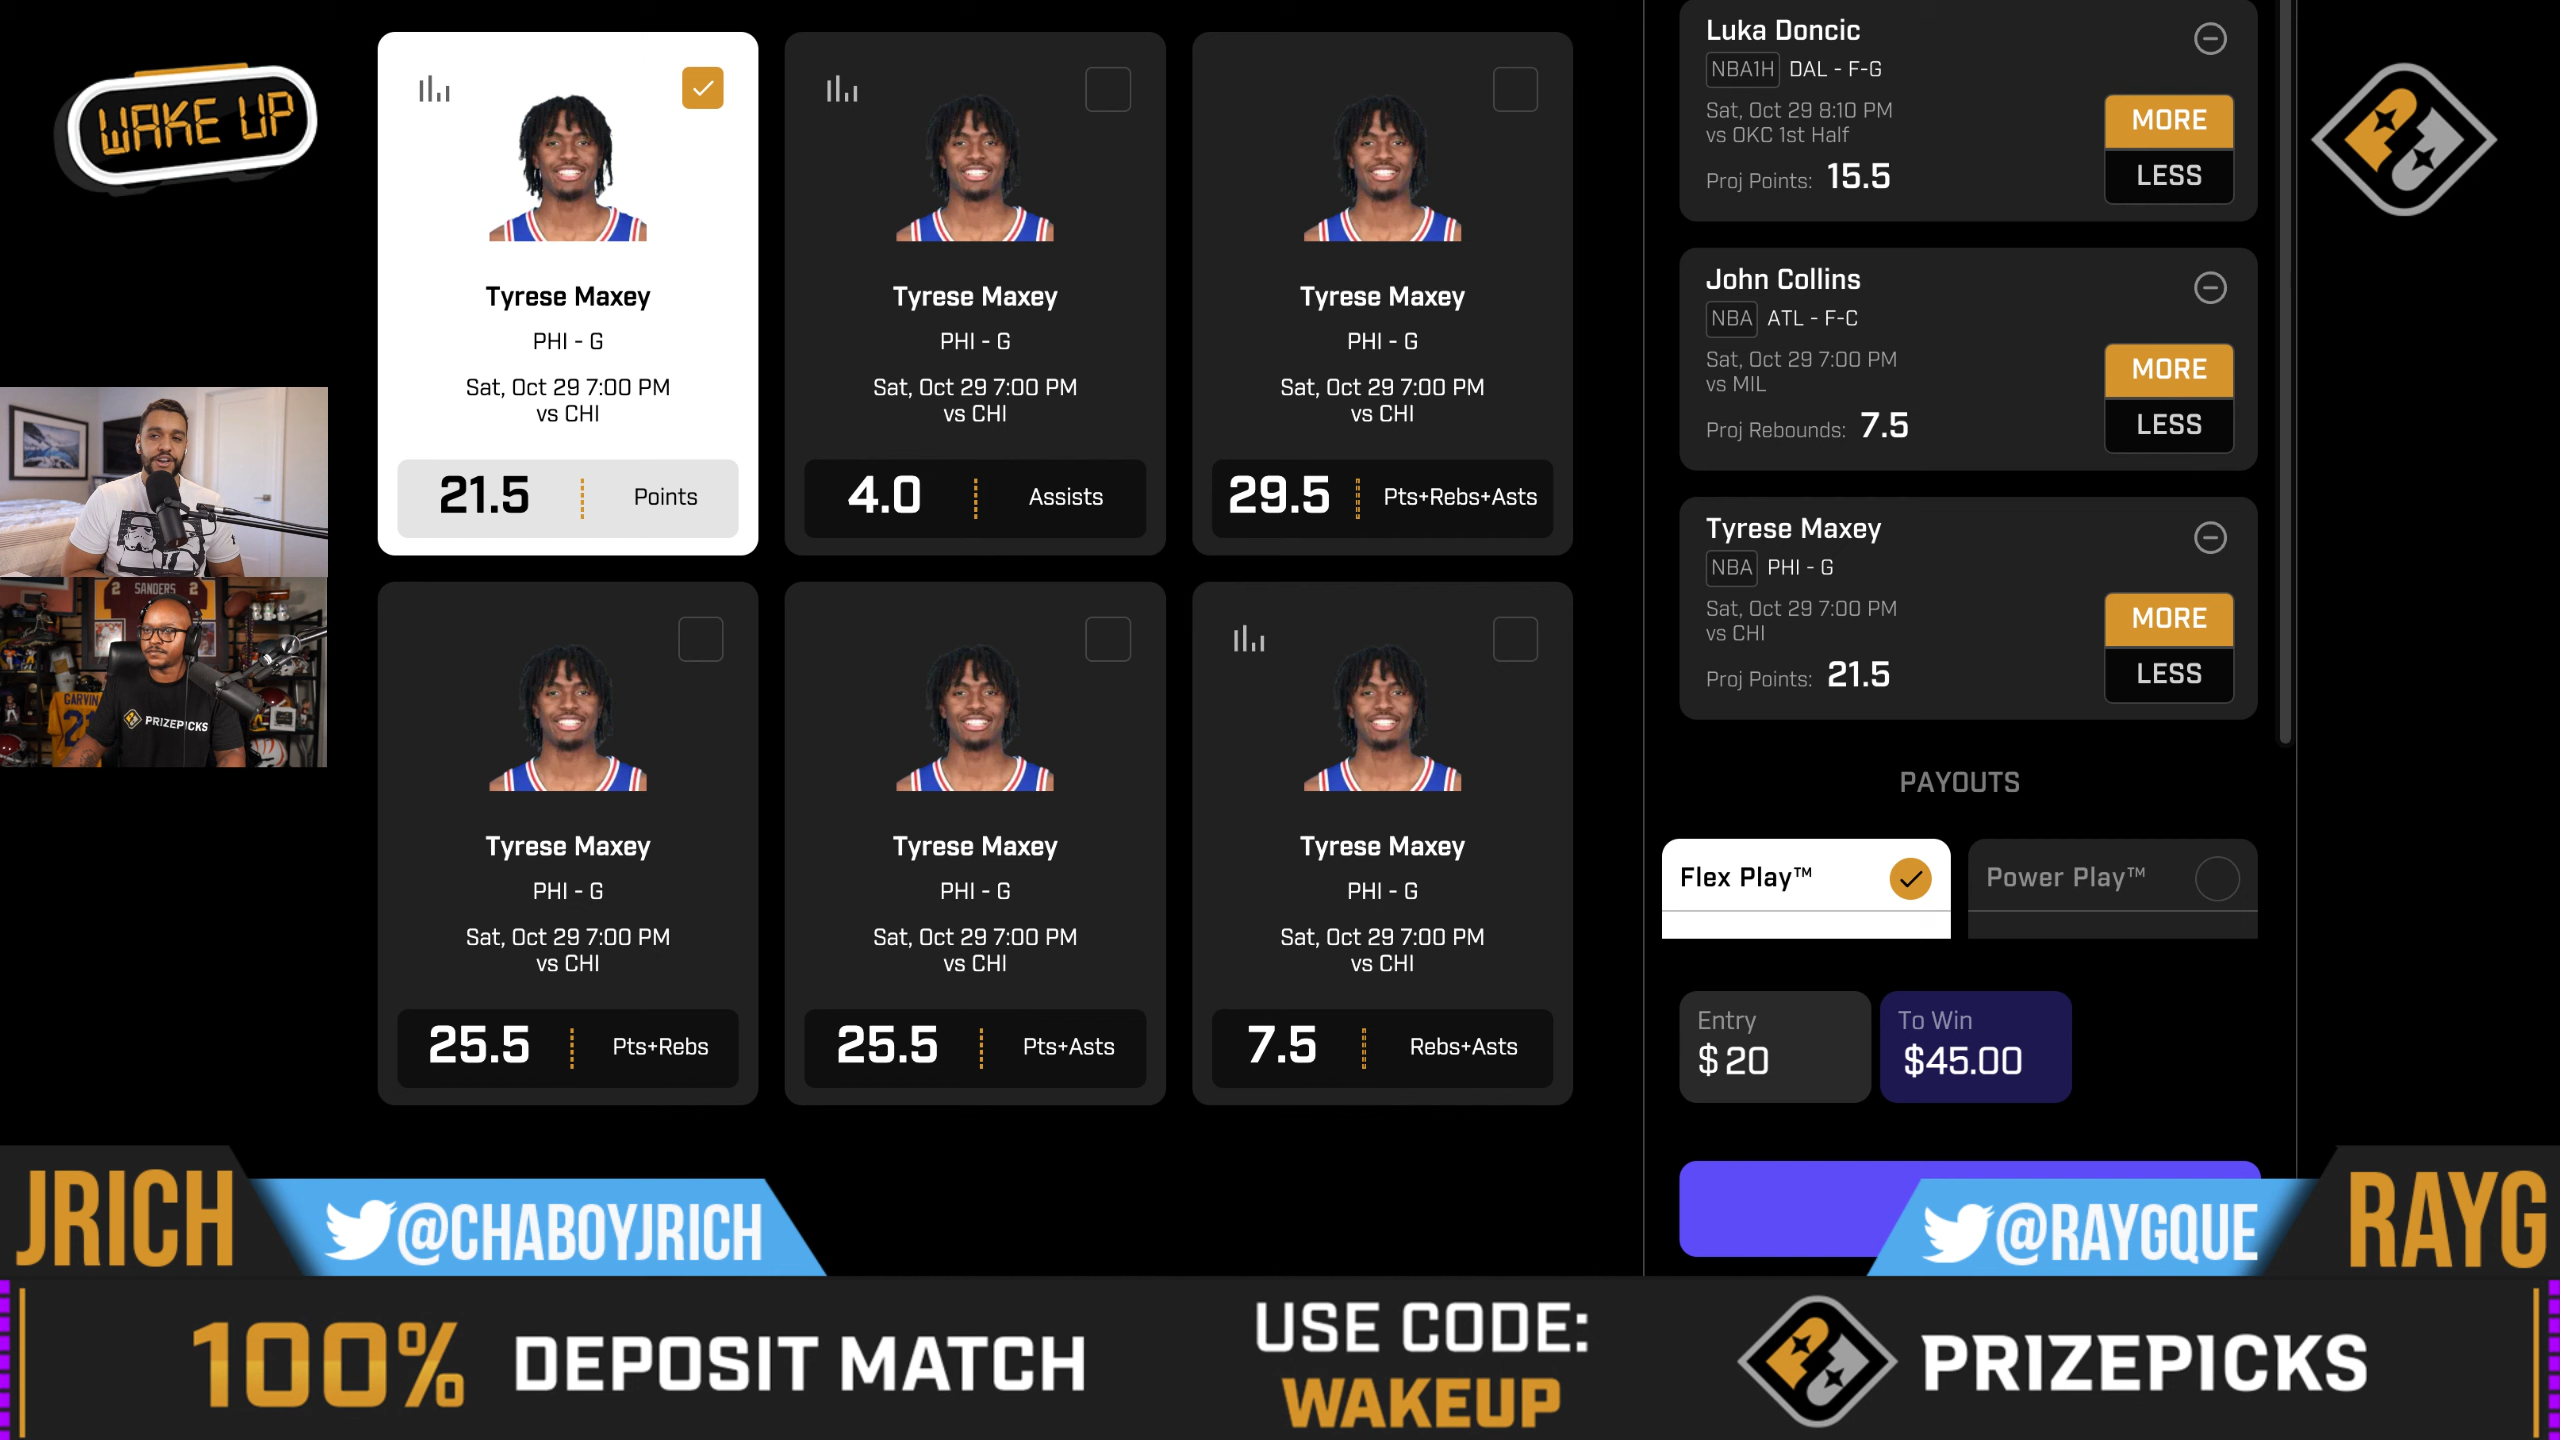 WAKE UP
Tyrese Maxey
PHI - G
Sat, Oct 29 7:00 PM
vs CHI
21.5
Points
Tyrese Maxey
PHI - G
Sat, Oct 29 7:00 PM
vs CHI
4.0
Assists
Tyrese Maxey
PHI - G
Sat, Oct 29 7:00 PM
vs CHI
29.5
Pts+Rebs+Asts
Tyrese Maxey
PHI - G
Sat, Oct 29 7:00 PM
vs CHI
25.5
Pts+Rebs
Tyrese Maxey
PHI - G
Sat, Oct 29 7:00 PM
vs CHI
25.5
Pts+Asts
Tyrese Maxey
PHI - G
Sat, Oct 29 7:00 PM
vs CHI
7.5
Rebs+Asts
Luka Doncic
NBA1H DAL - F-G
Sat, Oct 29 8:10 PM
vs OKC 1st Half
Proj Points: 15.5
MORE
LESS
John Collins
NBA ATL - F-C
Sat, Oct 29 7:00 PM
vs MIL
Proj Rebounds: 7.5
MORE
LESS
Tyrese Maxey
NBA PHI - G
Sat, Oct 29 7:00 PM
vs CHI
Proj Points: 21.5
MORE
LESS
PAYOUTS
Flex Play™
Power Play™
Entry
$ 20
To Win
$45.00
2 SANDERS 2
GARVIN
PRIZEPICKS
JRICH
@CHABOYJRICH
@RAYGQUE
RAYG
100% DEPOSIT MATCH
USE CODE:
WAKEUP
PRIZEPICKS